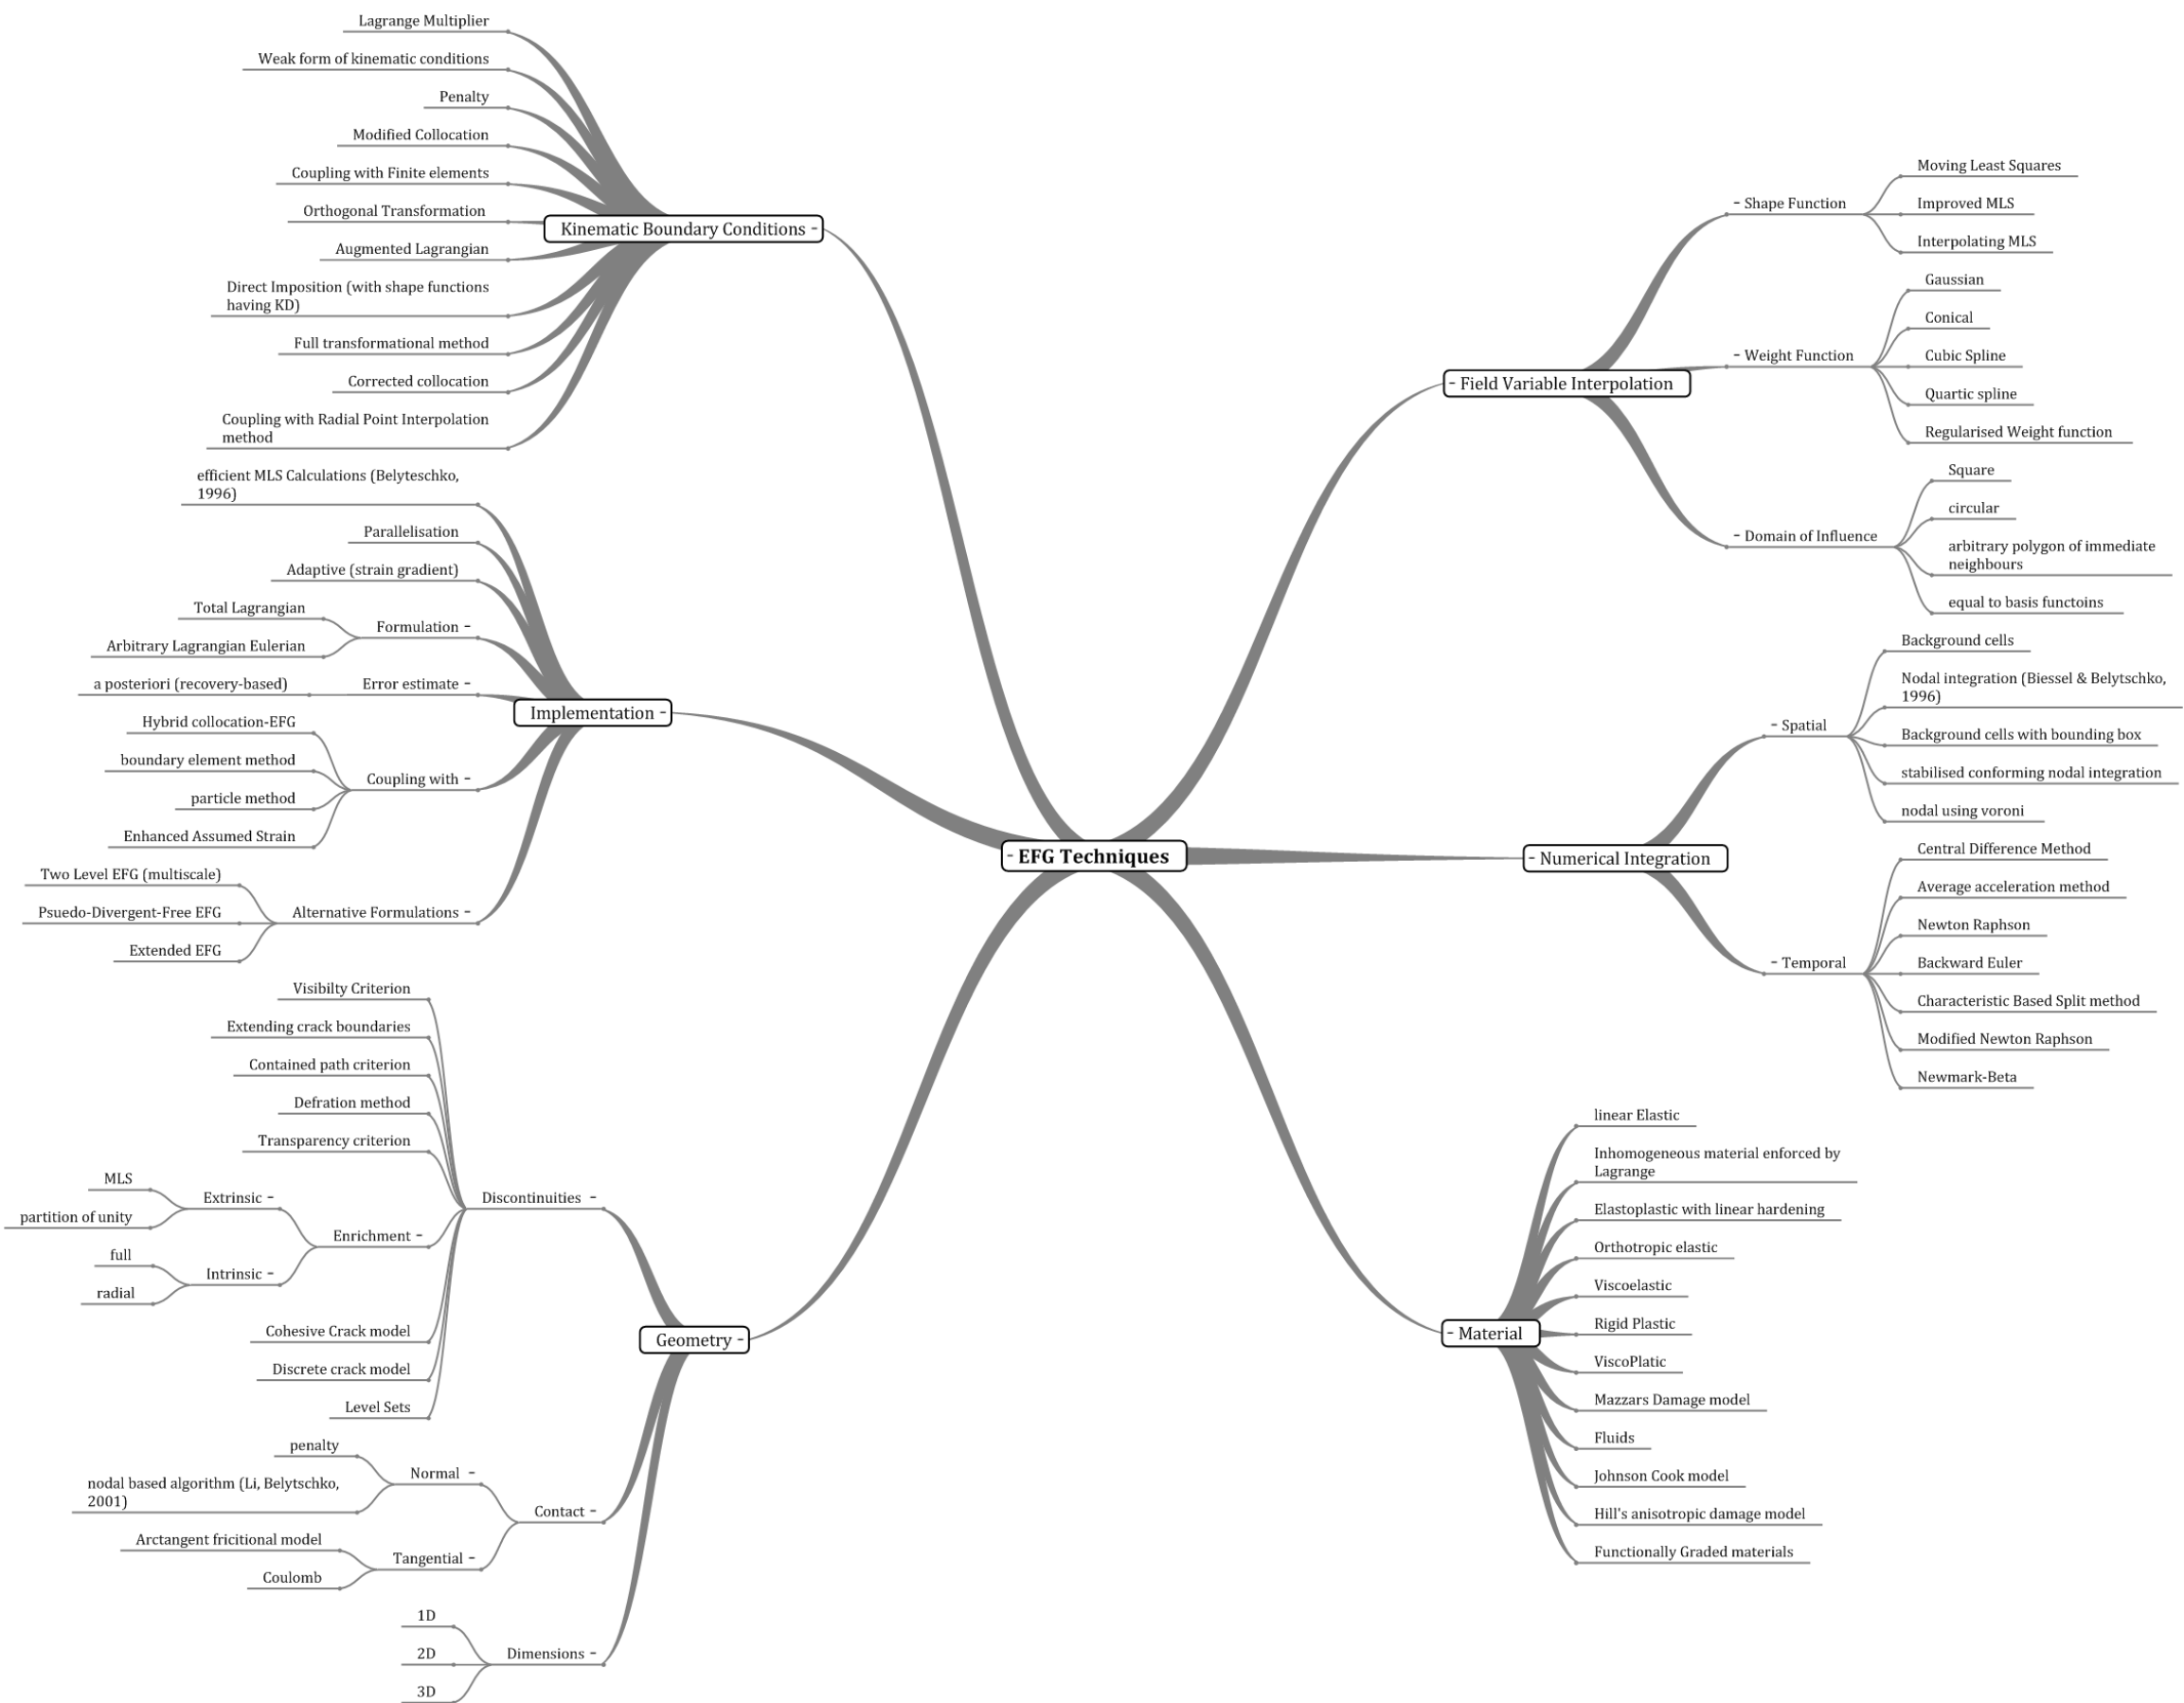 Lagrange Multiplier
Weak form of kinematic conditions
Penalty
Modified Collocation
Coupling with Finite elements
Orthogonal Transformation
Augmented Lagrangian
Direct Imposition (with shape functions
having KD)
Full transformational method
Corrected collocation
Coupling with Radial Point Interpolation
method
Kinematic Boundary Conditions -
efficient MLS Calculations (Belyteschko,
1996)
Parallelisation
Adaptive (strain gradient)
Total Lagrangian
Arbitrary Lagrangian Eulerian
Formulation -
a posteriori (recovery-based)
Error estimate -
Hybrid collocation-EFG
boundary element method
particle method
Enhanced Assumed Strain
Coupling with -
Two Level EFG (multiscale)
Psuedo-Divergent-Free EFG
Extended EFG
Alternative Formulations -
Implementation -
Visibilty Criterion
Extending crack boundaries
Contained path criterion
Defration method
Transparency criterion
MLS
partition of unity
Extrinsic -
full
radial
Intrinsic -
Enrichment -
Cohesive Crack model
Discrete crack model
Level Sets
Discontinuities -
penalty
nodal based algorithm (Li, Belytschko,
2001)
Normal -
Arctangent fricitional model
Coulomb
Tangential -
Contact -
1D
2D
3D
Dimensions -
Geometry -
- EFG Techniques
- Field Variable Interpolation
- Shape Function
Moving Least Squares
Improved MLS
Interpolating MLS
- Weight Function
Gaussian
Conical
Cubic Spline
Quartic spline
Regularised Weight function
- Domain of Influence
Square
circular
arbitrary polygon of immediate
neighbours
equal to basis functoins
- Numerical Integration
- Spatial
Background cells
Nodal integration (Biessel & Belytschko,
1996)
Background cells with bounding box
stabilised conforming nodal integration
nodal using voroni
- Temporal
Central Difference Method
Average acceleration method
Newton Raphson
Backward Euler
Characteristic Based Split method
Modified Newton Raphson
Newmark-Beta
- Material
linear Elastic
Inhomogeneous material enforced by
Lagrange
Elastoplastic with linear hardening
Orthotropic elastic
Viscoelastic
Rigid Plastic
ViscoPlatic
Mazzars Damage model
Fluids
Johnson Cook model
Hill's anisotropic damage model
Functionally Graded materials